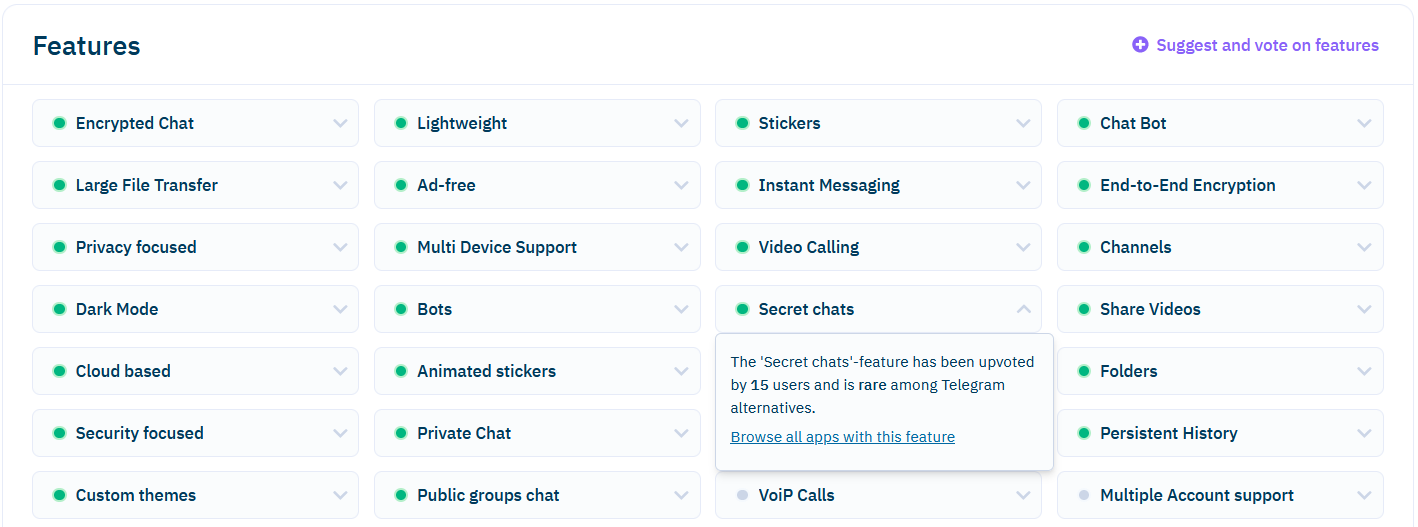 Features
Suggest and vote on features
Encrypted Chat
Lightweight
Stickers
Chat Bot
Large File Transfer
Ad-free
Instant Messaging
End-to-End Encryption
Privacy focused
Multi Device Support
Video Calling
Channels
Dark Mode
Bots
Secret chats
Share Videos
The 'Secret chats'-feature has been upvoted
by 15 users and is rare among Telegram
alternatives.
Browse all apps with this feature
Cloud based
Animated stickers
Folders
Security focused
Private Chat
Persistent History
Custom themes
Public groups chat
VoiP Calls
Multiple Account support